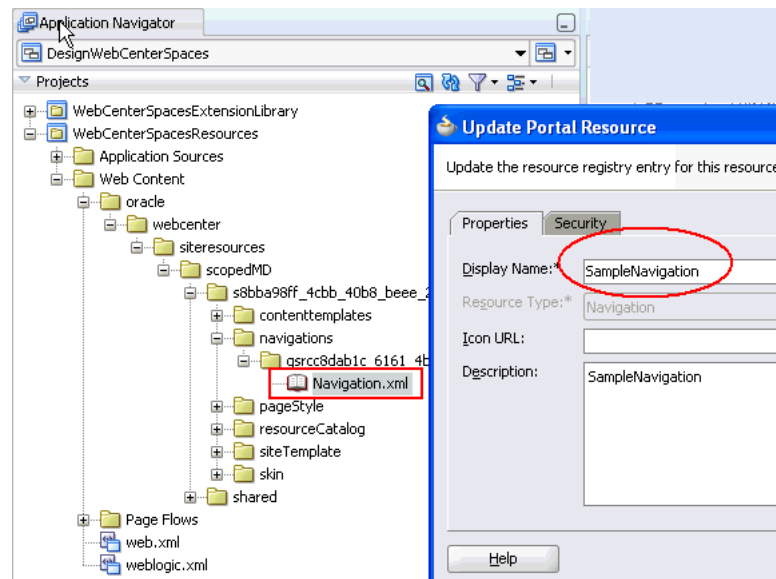 Application Navigator
DesignWebCenterSpaces
Projects
WebCenterSpacesExtensionLibrary
WebCenterSpacesResources
Application Sources
Web Content
oracle
webcenter
siteresources
scopedMD
s8bba98ff_4cbb_40b8_beee_2
contenttemplates
navigations
gsrcc8dab1c_6161_4b
Navigation.xml
pageStyle
resourceCatalog
siteTemplate
skin
shared
Page Flows
web.xml
weblogic.xml
Update Portal Resource
Update the resource registry entry for this resource
Properties
Security
Display Name:*
SampleNavigation
Resource Type:*
Navigation
Icon URL:
Description:
SampleNavigation
Help